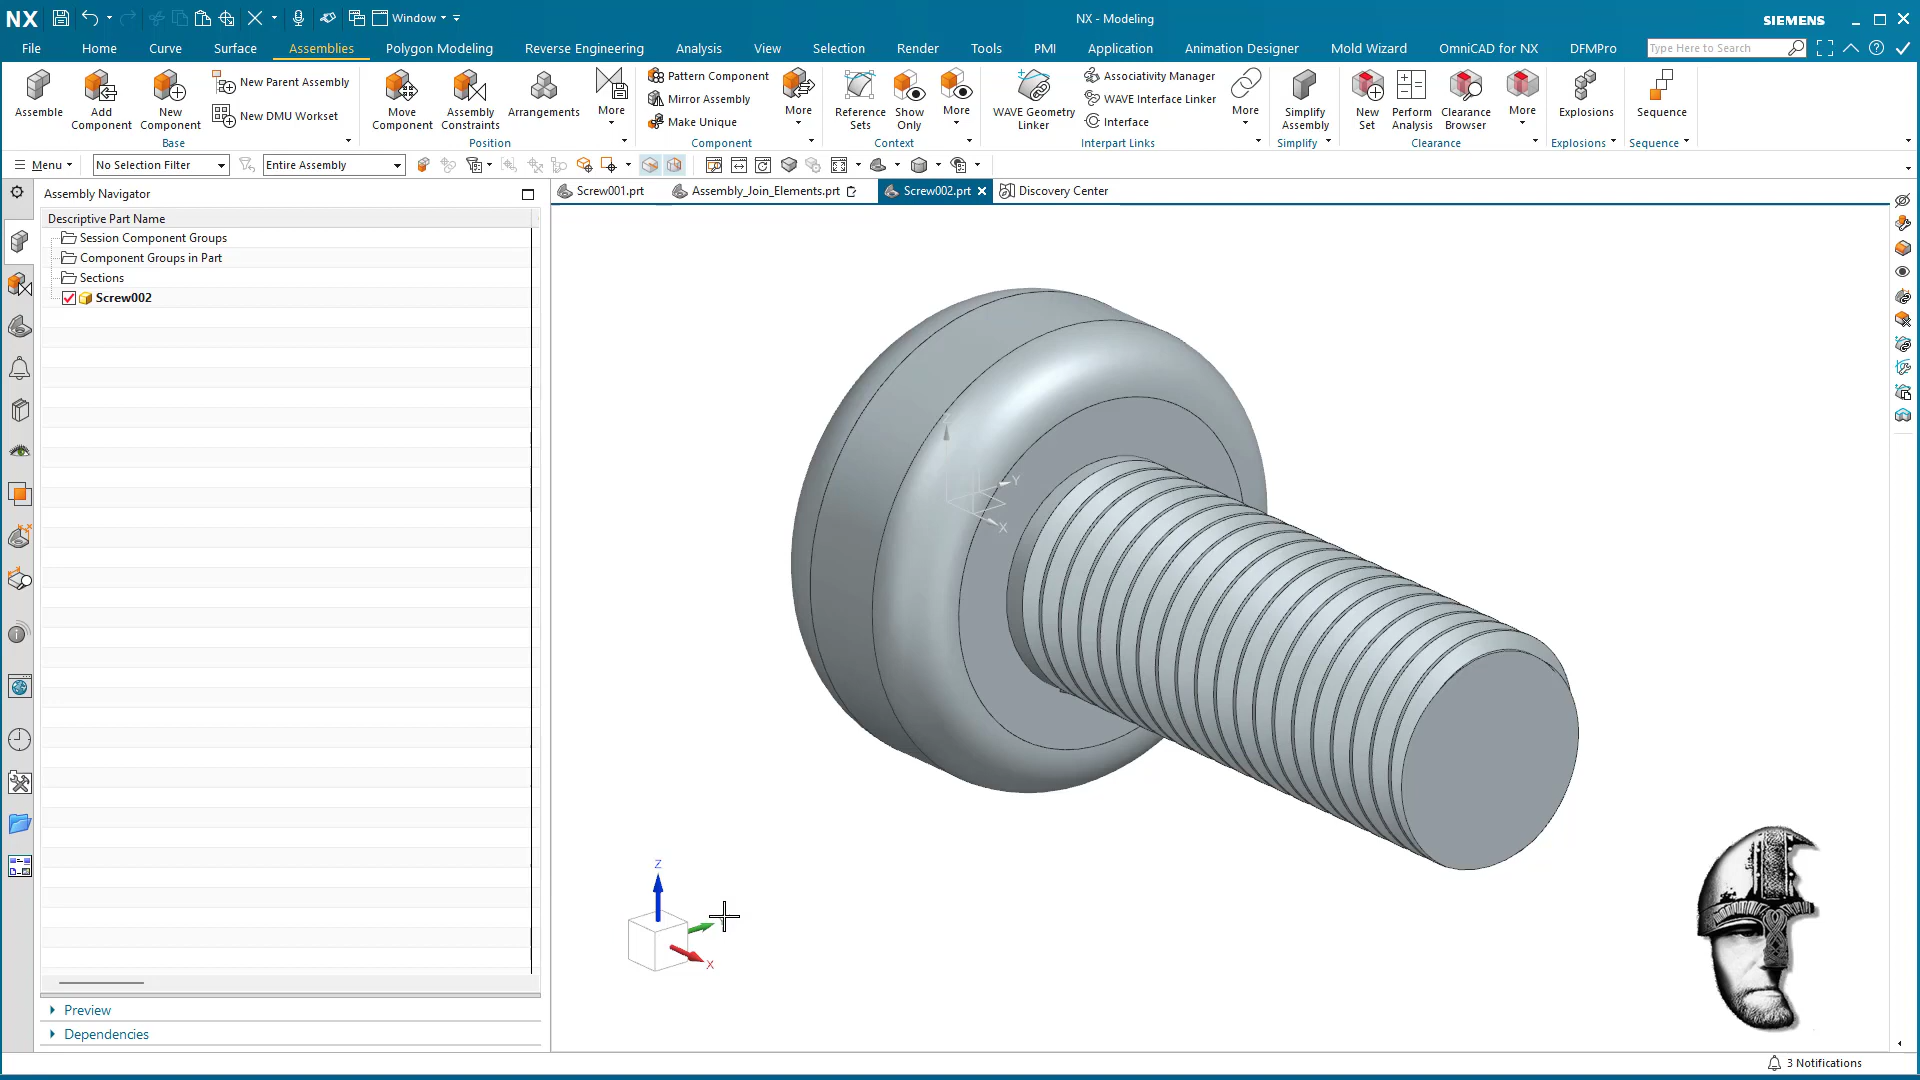 NX
Window
NX - Modeling
SIEMENS
File
Home
Curve
Surface
Assemblies
Polygon Modeling
Reverse Engineering
Analysis
View
Selection
Render
Tools
PMI
Application
Animation Designer
Mold Wizard
OmniCAD for NX
DFMPro
Type Here to Search
Assemble
Add
Component
New
Component
New Parent Assembly
New DMU Workset
Base
Move
Component
Assembly
Constraints
Arrangements
More
Position
Pattern Component
Mirror Assembly
Make Unique
More
Component
Reference
Sets
Show
Only
More
Context
WAVE Geometry
Linker
Associativity Manager
WAVE Interface Linker
Interface
More
Interpart Links
Simplify
Assembly
Simplify
New
Set
Perform
Analysis
Clearance
Browser
More
Clearance
Explosions
Explosions
Sequence
Sequence
Menu
No Selection Filter
Entire Assembly
Assembly Navigator
Screw001.prt
Assembly_Join_Elements.prt
Screw002.prt
Discovery Center
Descriptive Part Name
Session Component Groups
Component Groups in Part
Sections
Screw002
Y
X
Z
X
Preview
Dependencies
3 Notifications